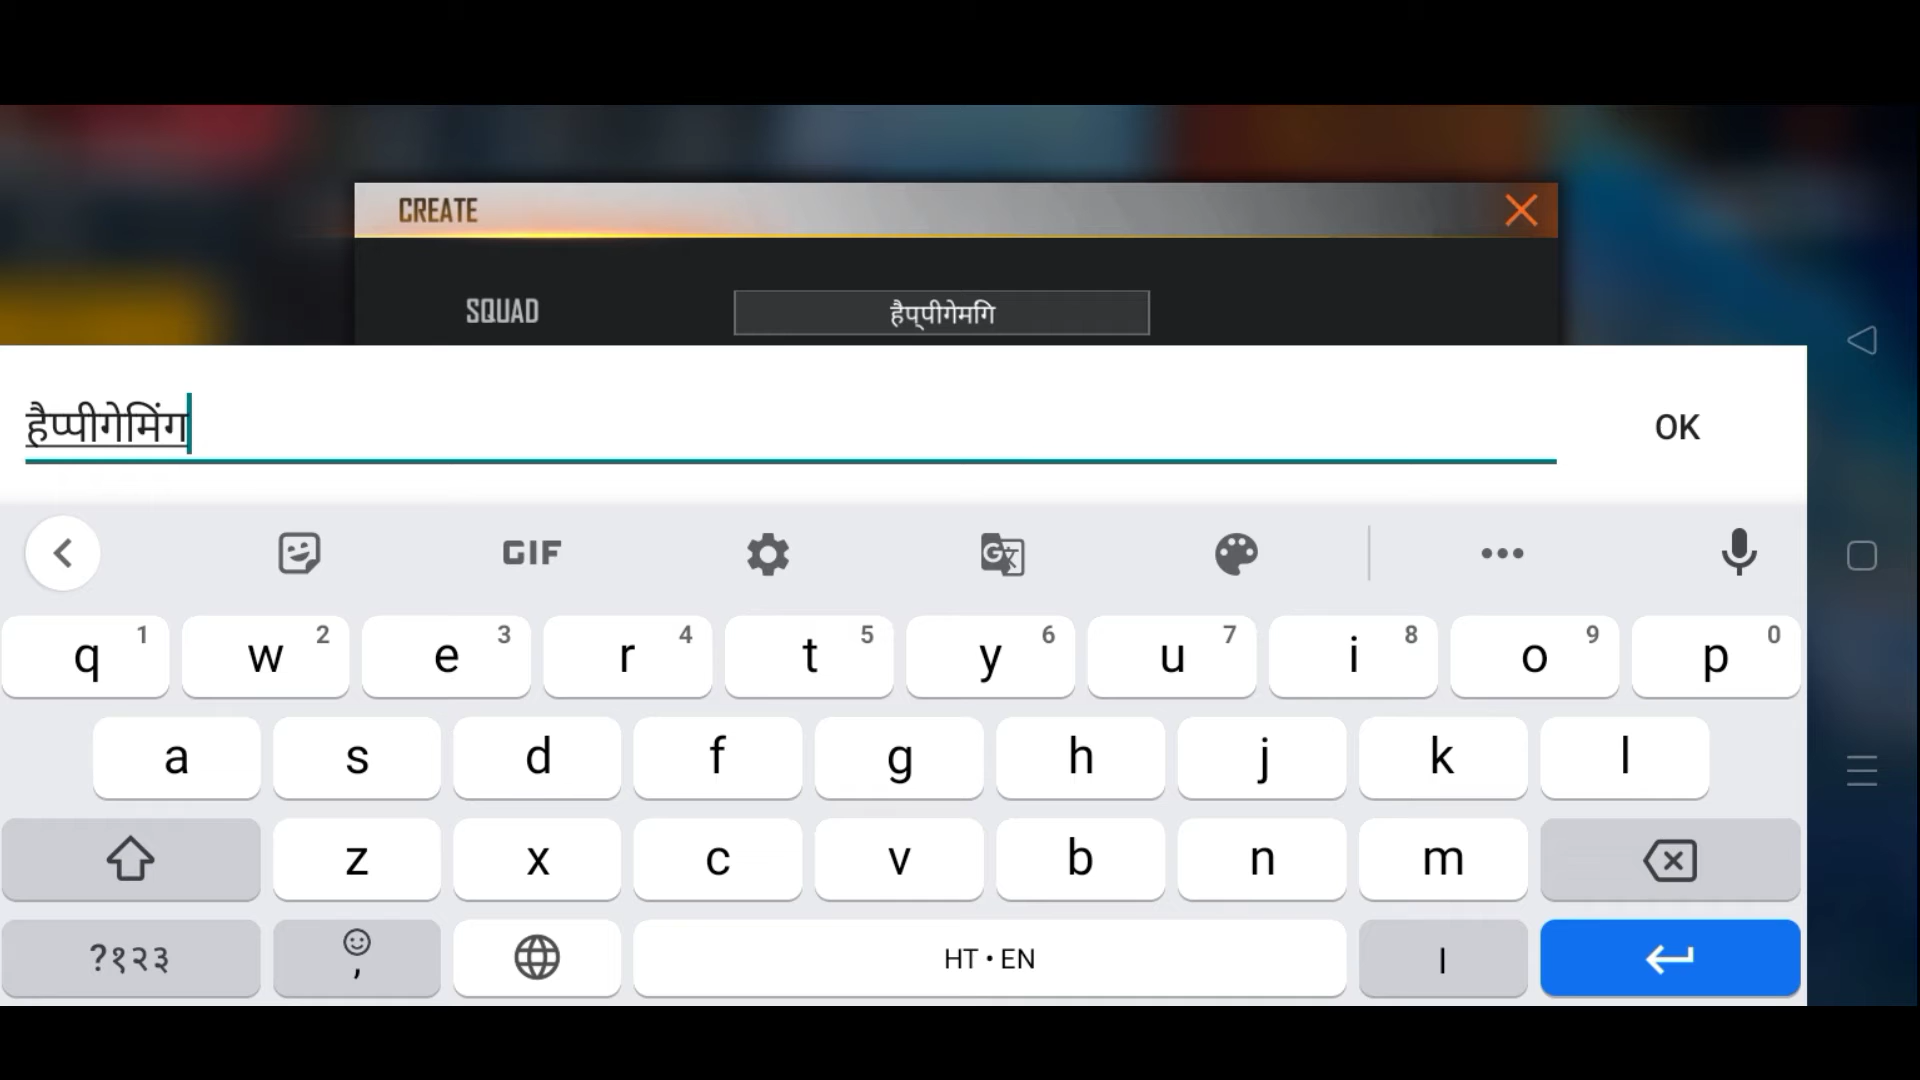 CREATE
SQUAD
हैप्पीगेमगि
हैप्पीगेमिंग
OK
GIF
q 1 w 2 e 3 r 4 t 5 y 6 u 7 i 8 o 9 p 0
a s d f g h j k l
z x c v b n m
?१२३ , HT • EN ।